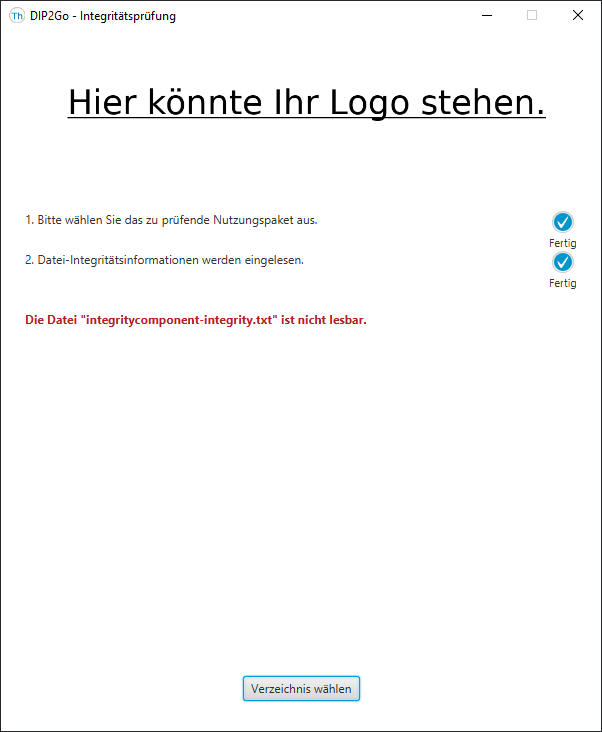 Th DIP2Go - Integritätsprüfung
Hier könnte Ihr Logo stehen.
1. Bitte wählen Sie das zu prüfende Nutzungspaket aus.
Fertig
2. Datei-Integritätsinformationen werden eingelesen.
Fertig
Die Datei "integritycomponent-integrity.txt" ist nicht lesbar.
Verzeichnis wählen